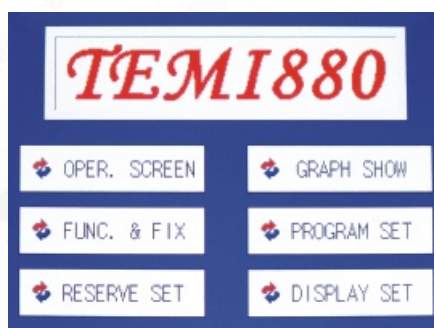 TEMI880
OPER. SCREEN
GRAPH SHOW
FUNC. & FIX
PROGRAM SET
RESERVE SET
DISPLAY SET